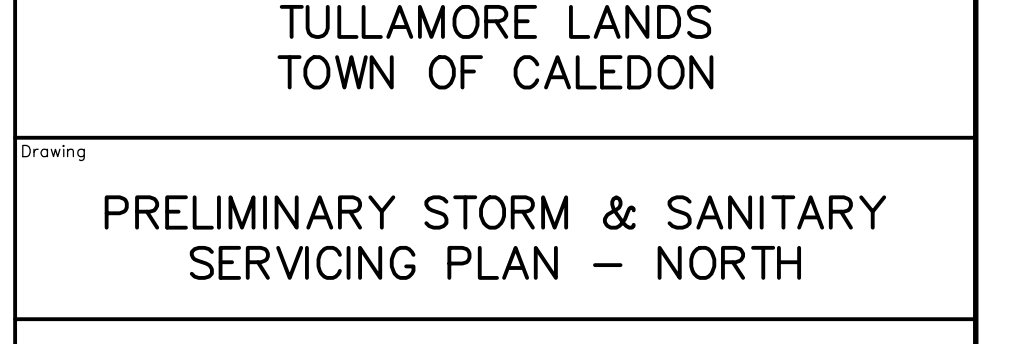 TULLAMORE LANDS
TOWN OF CALEDON
Drawing
PRELIMINARY STORM & SANITARY
SERVICING PLAN – NORTH